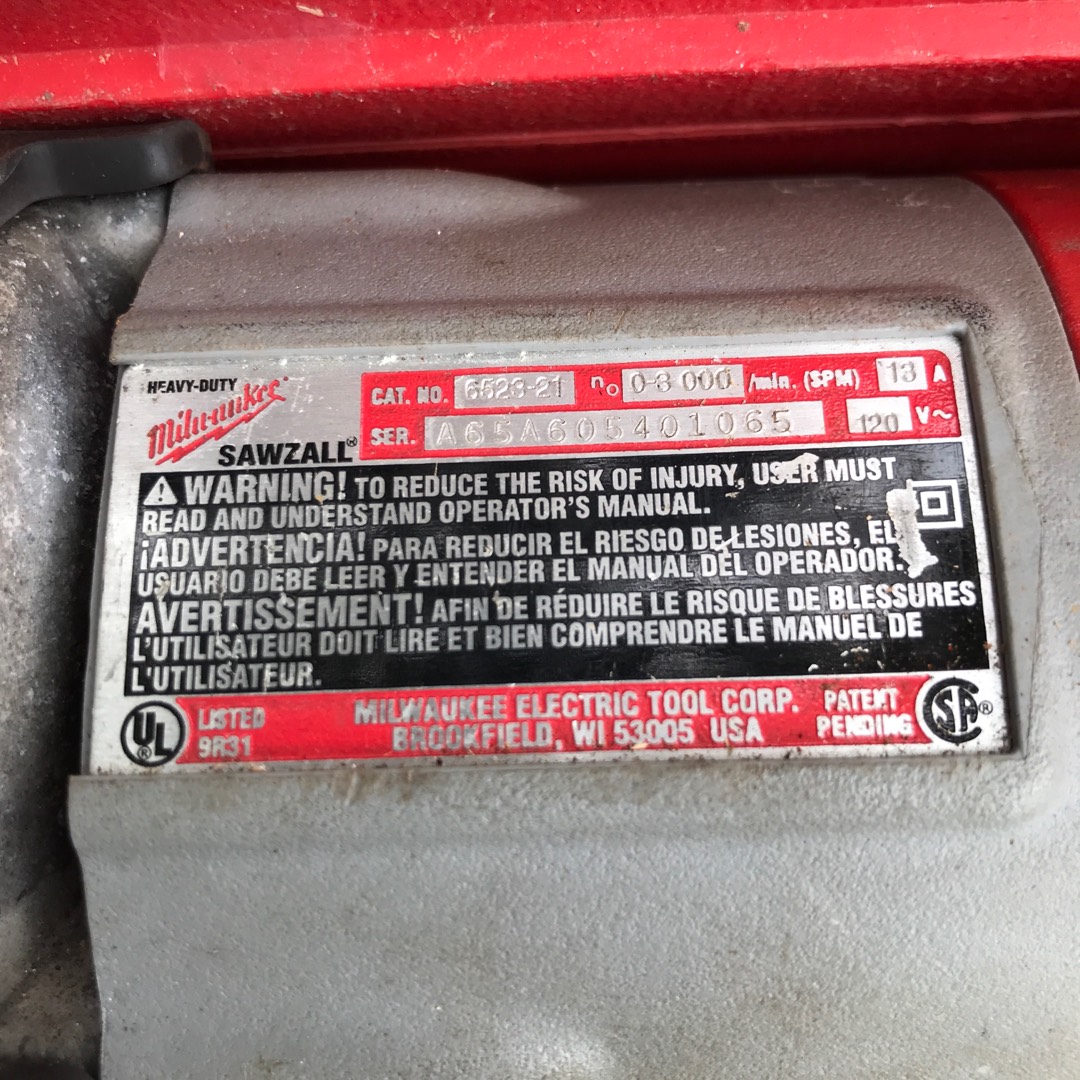 HEAVY-DUTY
Milwaukee®
SAWZALL®
CAT. NO. 6523-21 no 0-3 000 /min. (SPM) 13 A
SER. A65A605401065 120 V~
WARNING! TO REDUCE THE RISK OF INJURY, USER MUST
READ AND UNDERSTAND OPERATOR'S MANUAL.
¡ADVERTENCIA! PARA REDUCIR EL RIESGO DE LESIONES, EL
USUARIO DEBE LEER Y ENTENDER EL MANUAL DEL OPERADOR.
AVERTISSEMENT! AFIN DE RÉDUIRE LE RISQUE DE BLESSURES
L'UTILISATEUR DOIT LIRE ET BIEN COMPRENDRE LE MANUEL DE
L'UTILISATEUR.
UL® LISTED 9R31
MILWAUKEE ELECTRIC TOOL CORP.
BROOKFIELD, WI 53005 USA
PATENT
PENDING
SA®